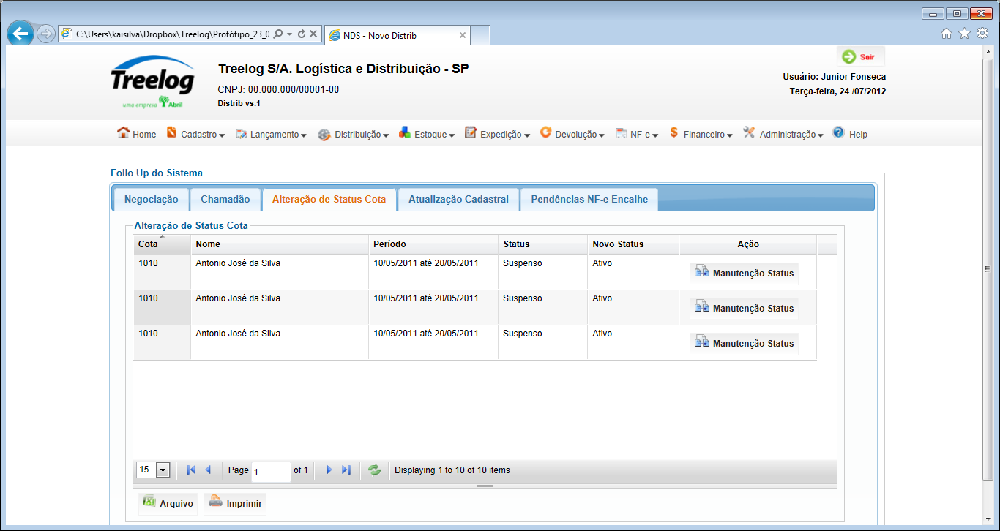 C:\Users\kaisilva\Dropbox\Treelog\Protótipo_23_0
NDS - Novo Distrib
Treelog
uma empresa Abril
Treelog S/A. Logística e Distribuição - SP
CNPJ: 00.000.000/00001-00
Distrib vs.1
Sair
Usuário: Junior Fonseca
Terça-feira, 24 /07/2012
Home Cadastro Lançamento Distribuição Estoque Expedição Devolução NF-e Financeiro Administração Help
Follo Up do Sistema
Negociação Chamadão Alteração de Status Cota Atualização Cadastral Pendências NF-e Encalhe
Alteração de Status Cota
Cota Nome Período Status Novo Status Ação
1010 Antonio José da Silva 10/05/2011 até 20/05/2011 Suspenso Ativo Manutenção Status
1010 Antonio José da Silva 10/05/2011 até 20/05/2011 Suspenso Ativo Manutenção Status
1010 Antonio José da Silva 10/05/2011 até 20/05/2011 Suspenso Ativo Manutenção Status
15 Page 1 of 1 Displaying 1 to 10 of 10 items
Arquivo Imprimir